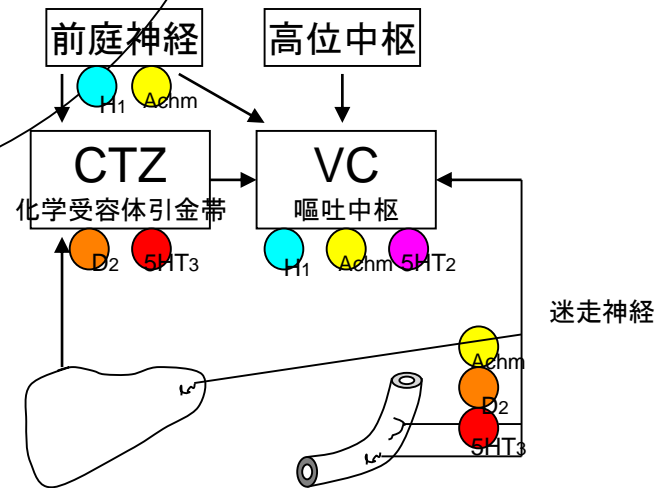 前庭神経
高位中枢
H1
Achm
CTZ
化学受容体引金帯
VC
嘔吐中枢
D2
5HT3
H1
Achm
5HT2
迷走神経
Achm
D2
5HT3